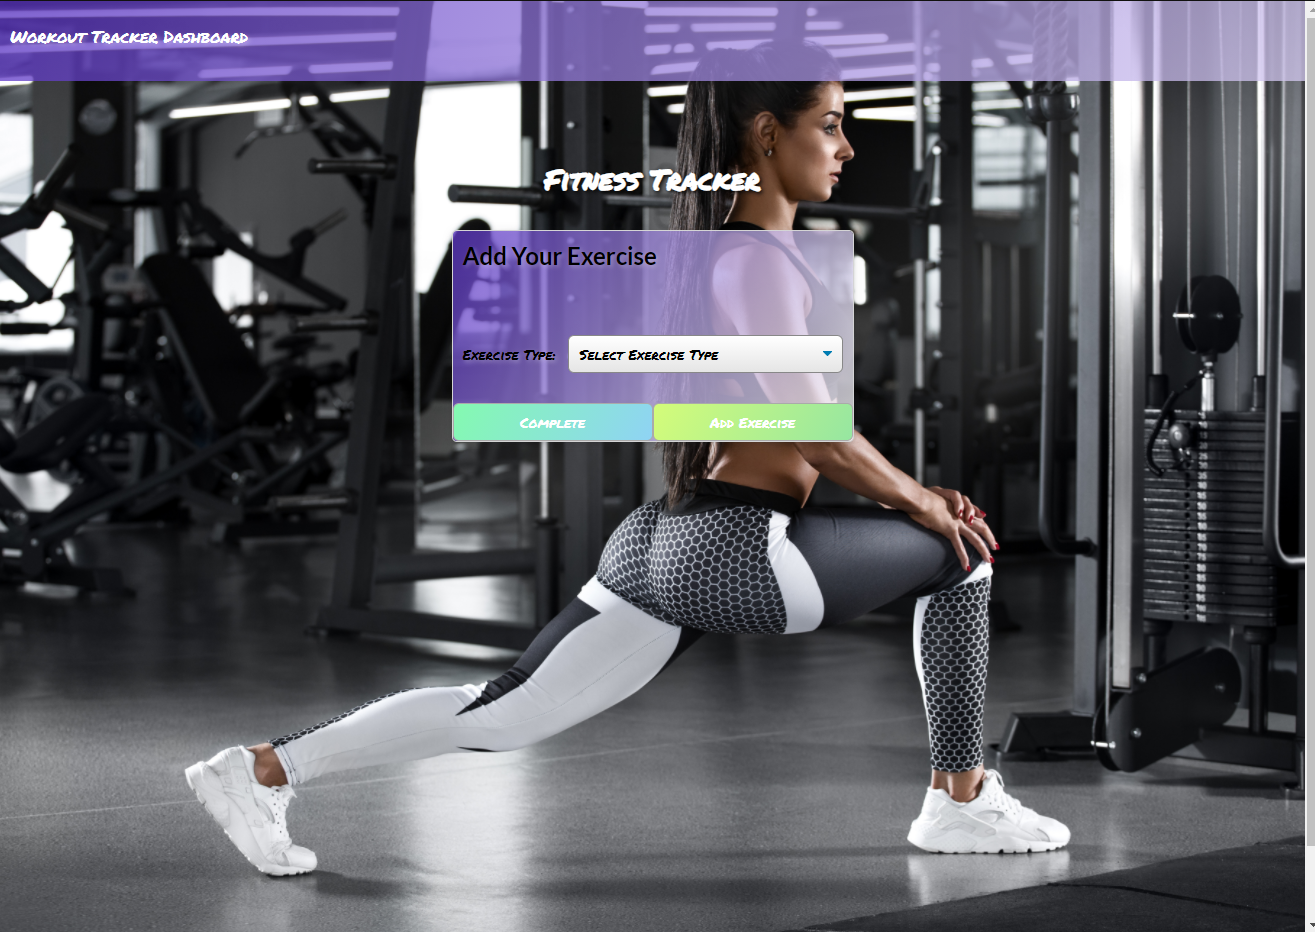 Workout Tracker Dashboard
Fitness Tracker
Add Your Exercise
Exercise Type: Select Exercise Type
Complete Add Exercise